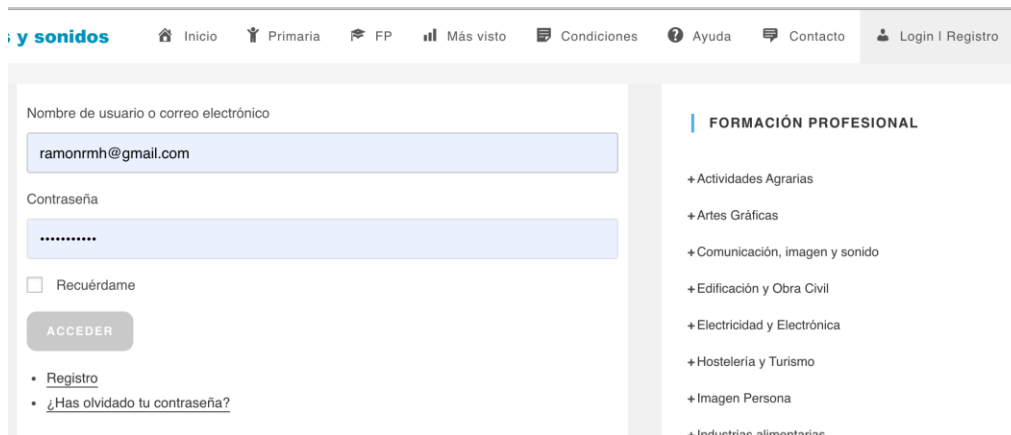 s y sonidos Inicio Primaria FP Más visto Condiciones Ayuda Contacto Login I Registro
Nombre de usuario o correo electrónico
ramonrmh@gmail.com
Contraseña
•••••••••••
Recuérdame
ACCEDER
• Registro
• ¿Has olvidado tu contraseña?
FORMACIÓN PROFESIONAL
+Actividades Agrarias
+Artes Gráficas
+Comunicación, imagen y sonido
+Edificación y Obra Civil
+Electricidad y Electrónica
+Hostelería y Turismo
+Imagen Persona
+Industrias alimentarias